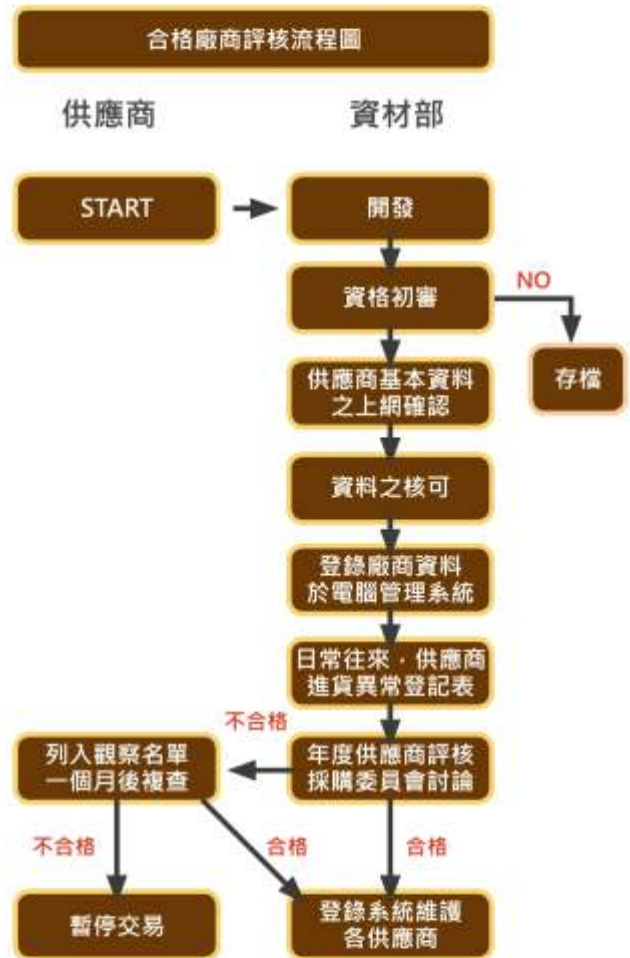 合格廠商評核流程圖
供應商
資材部
START
開發
資格初審
NO
存檔
供應商基本資料
之上網確認
資料之核可
登錄廠商資料
於電腦管理系統
日常往來，供應商
進貨異常登記表
不合格
列入觀察名單
一個月後複查
年度供應商評核
採購委員會討論
不合格
合格
合格
暫停交易
登錄系統維護
各供應商